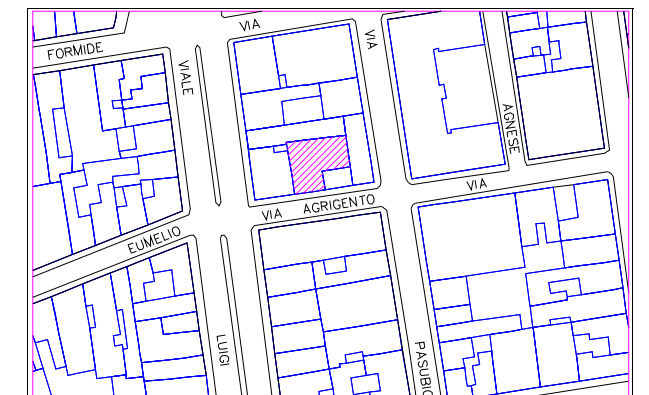 VIA
FORMIDE
VIA
VIALE
AGNESE
VIA
VIA AGRIGENTO
EUMELIO
LUIGI
PASUBIO